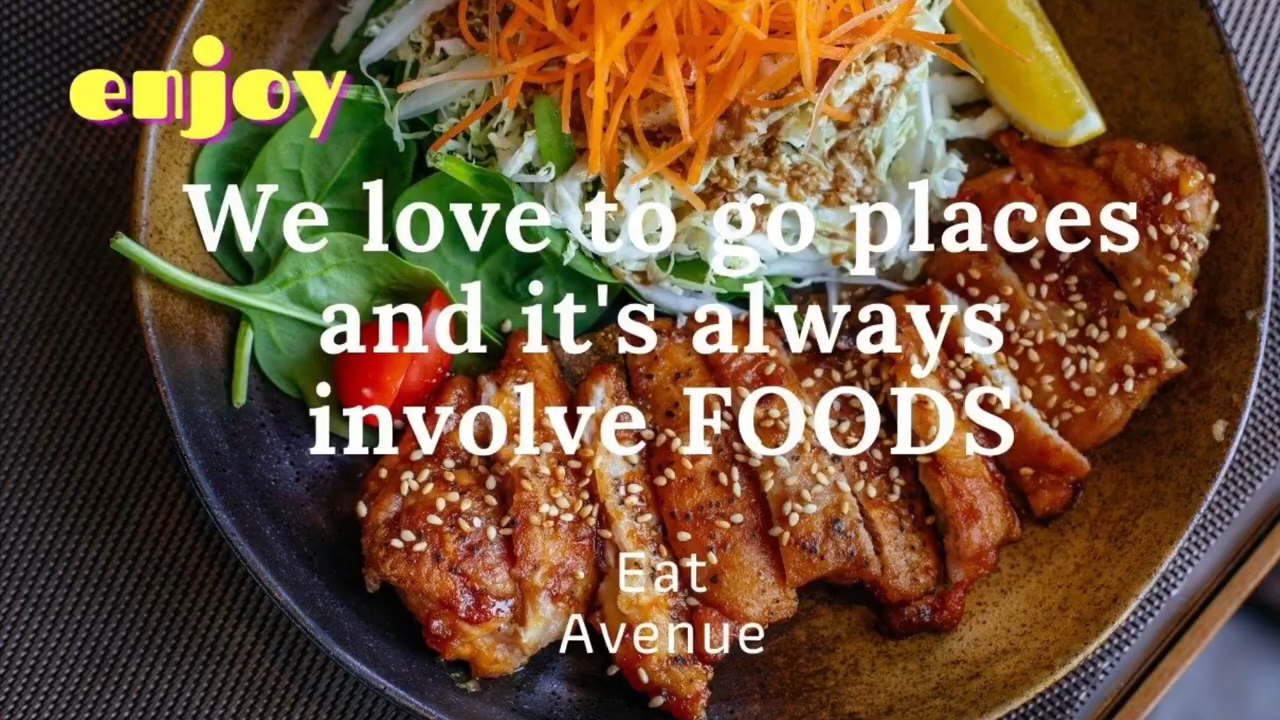 enjoy
We love to go places
and it's always
involve FOODS
Eat
Avenue